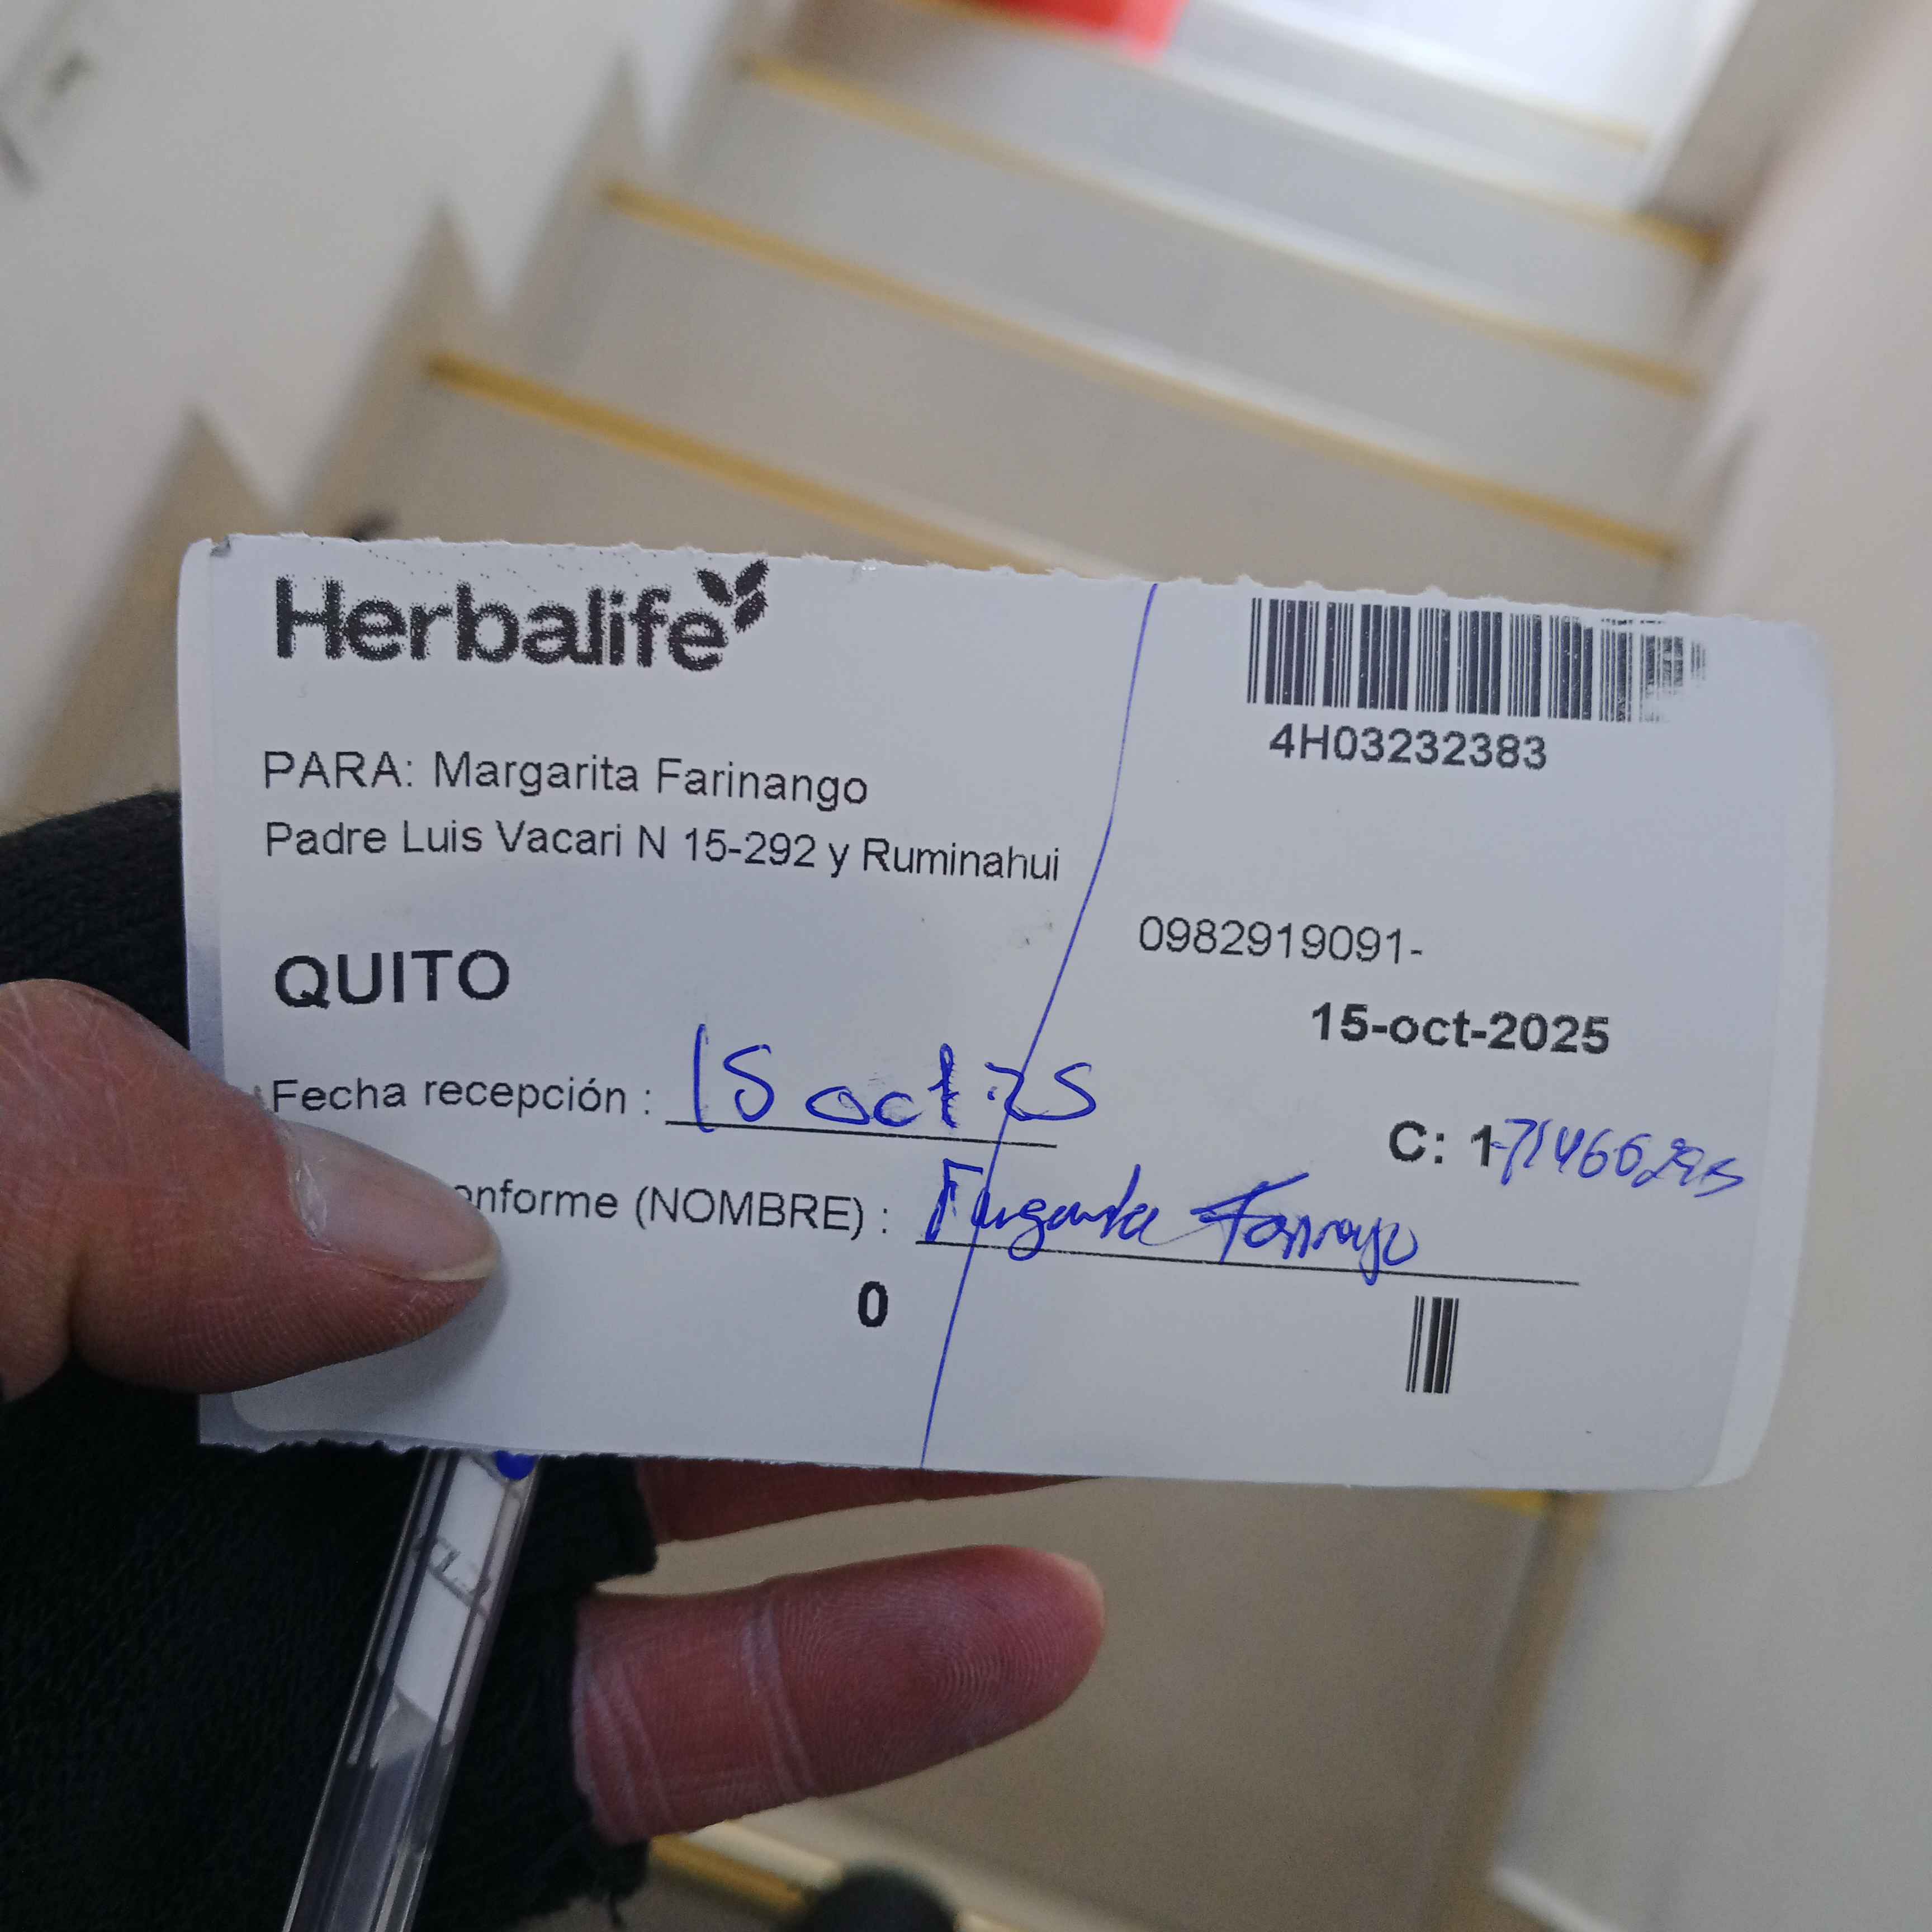 Herbalife
4H03232383
PARA: Margarita Farinango
Padre Luis Vacari N 15-292 y Ruminahui
0982919091-
QUITO
15-oct-2025
Fecha recepción : 15 oct.25
C: 1
onforme (NOMBRE) :
0